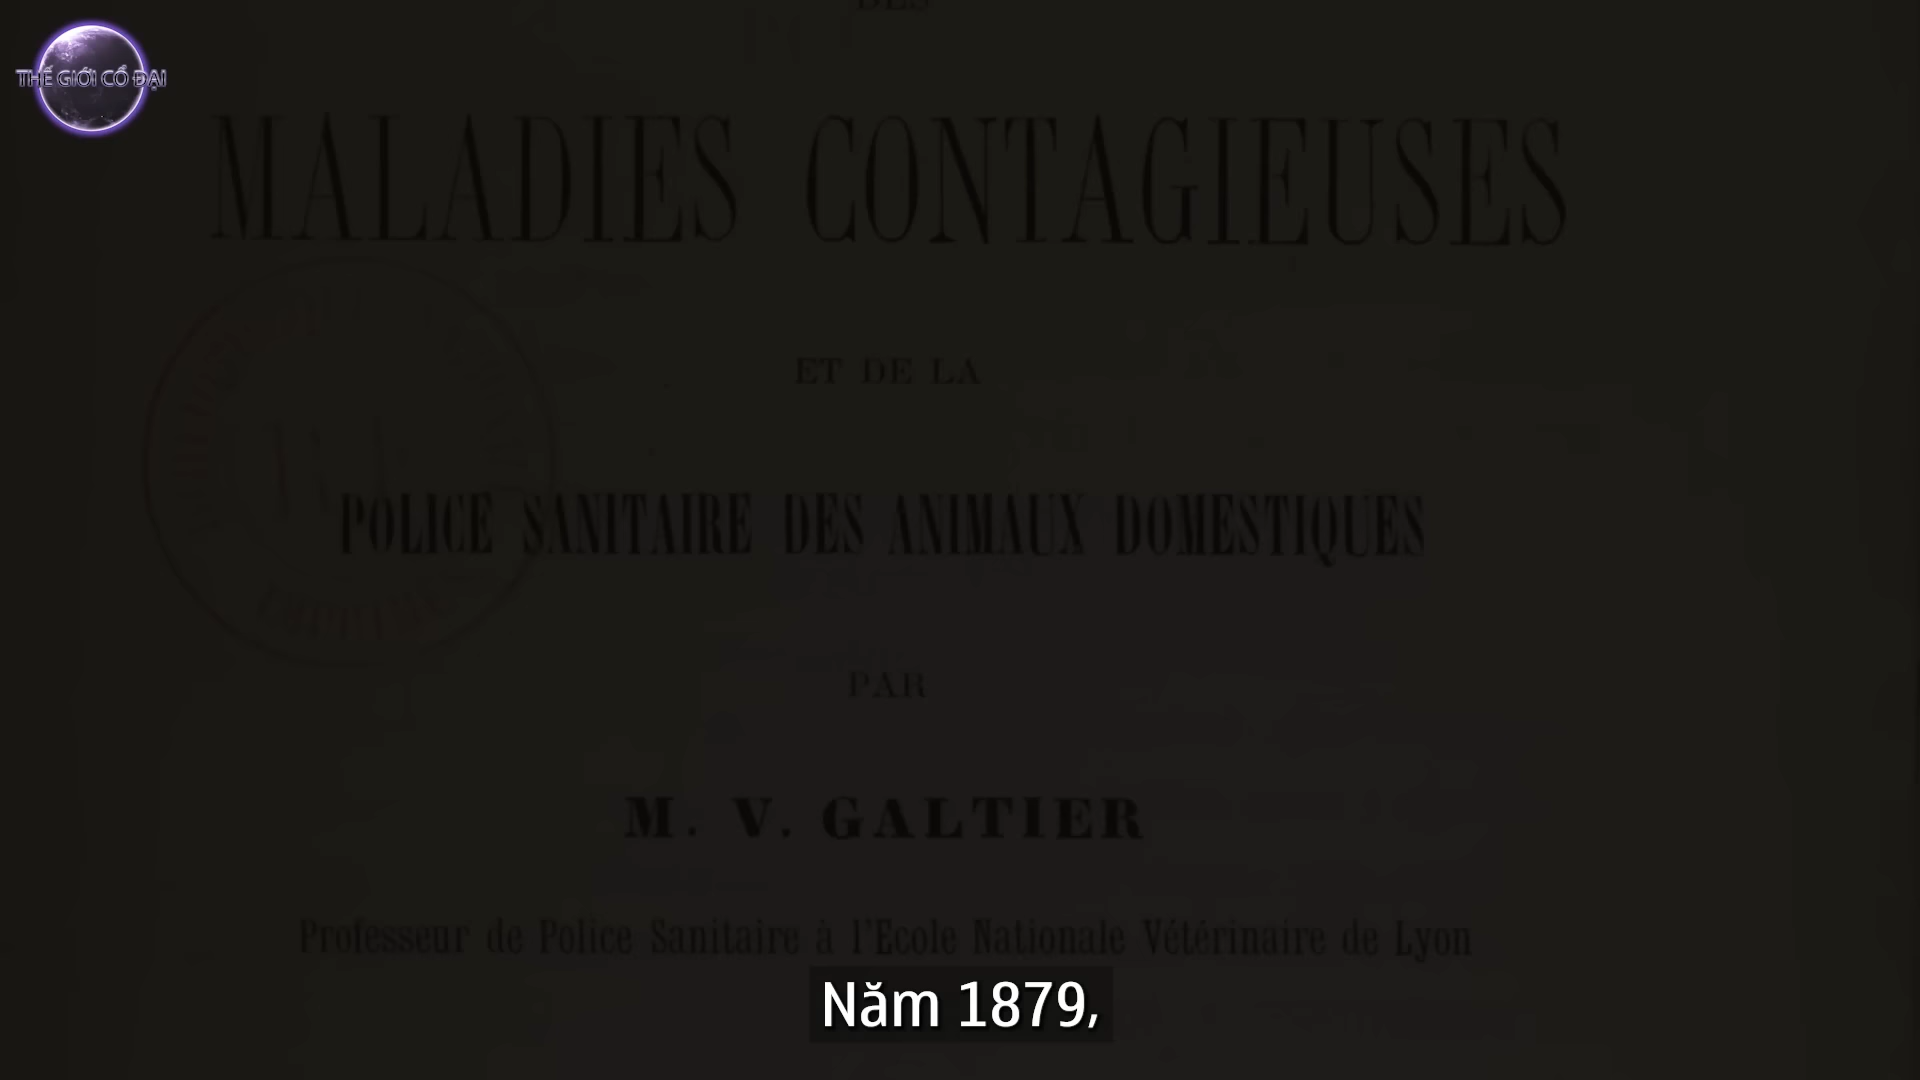 DES
THẾ GIỚI CỔ ĐẠI
MALADIES CONTAGIEUSES
ET DE LA
POLICE SANITAIRE DES ANIMAUX DOMESTIQUES
PAR
M. V. GALTIER
Professeur de Police Sanitaire à l'Ecole Nationale Vétérinaire de Lyon
Năm 1879,